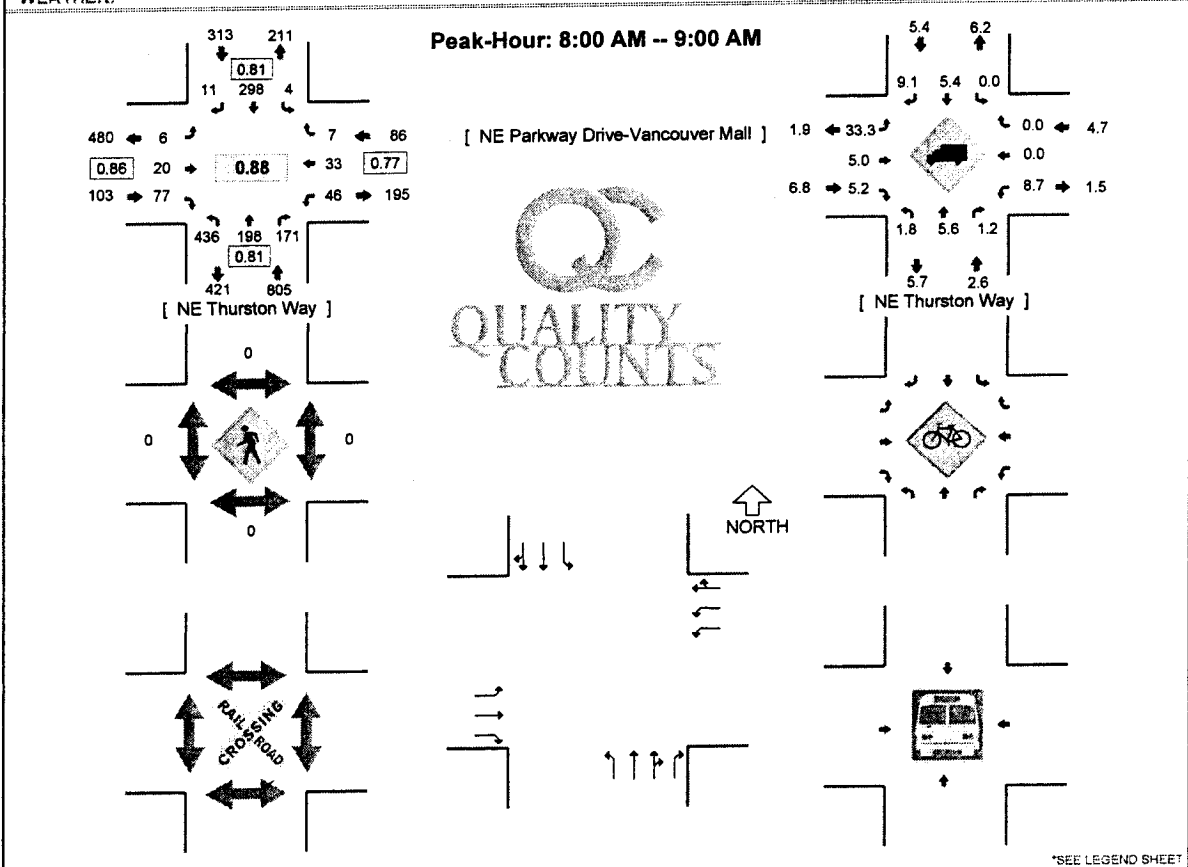 Peak-Hour: 8:00 AM -- 9:00 AM
313 211
0.81
11 298 4
480 6 7 86
0.86 20 0.88 33 0.77
103 77 46 195
436 198 171
0.81
421 805
[ NE Thurston Way ]
[ NE Parkway Drive-Vancouver Mall ]
QC
QUALITY
COUNTS
5.4 6.2
9.1 5.4 0.0
1.9 33.3 0.0 4.7
5.0 0.0
6.8 5.2 8.7 1.5
1.8 5.6 1.2
5.7 2.6
[ NE Thurston Way ]
0
0 0
0
NORTH
RAIL ROAD
CROSSING
*SEE LEGEND SHEET